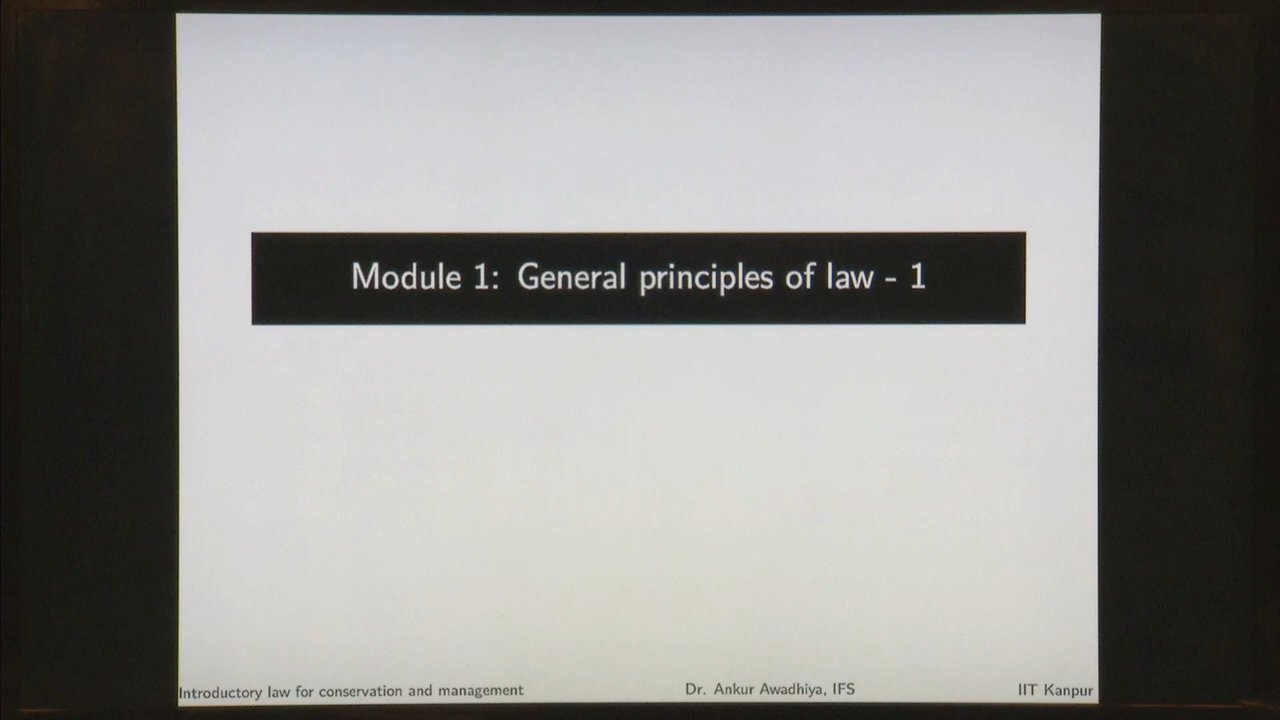 Module 1: General principles of law - 1
Introductory law for conservation and management Dr. Ankur Awadhiya, IFS IIT Kanpur